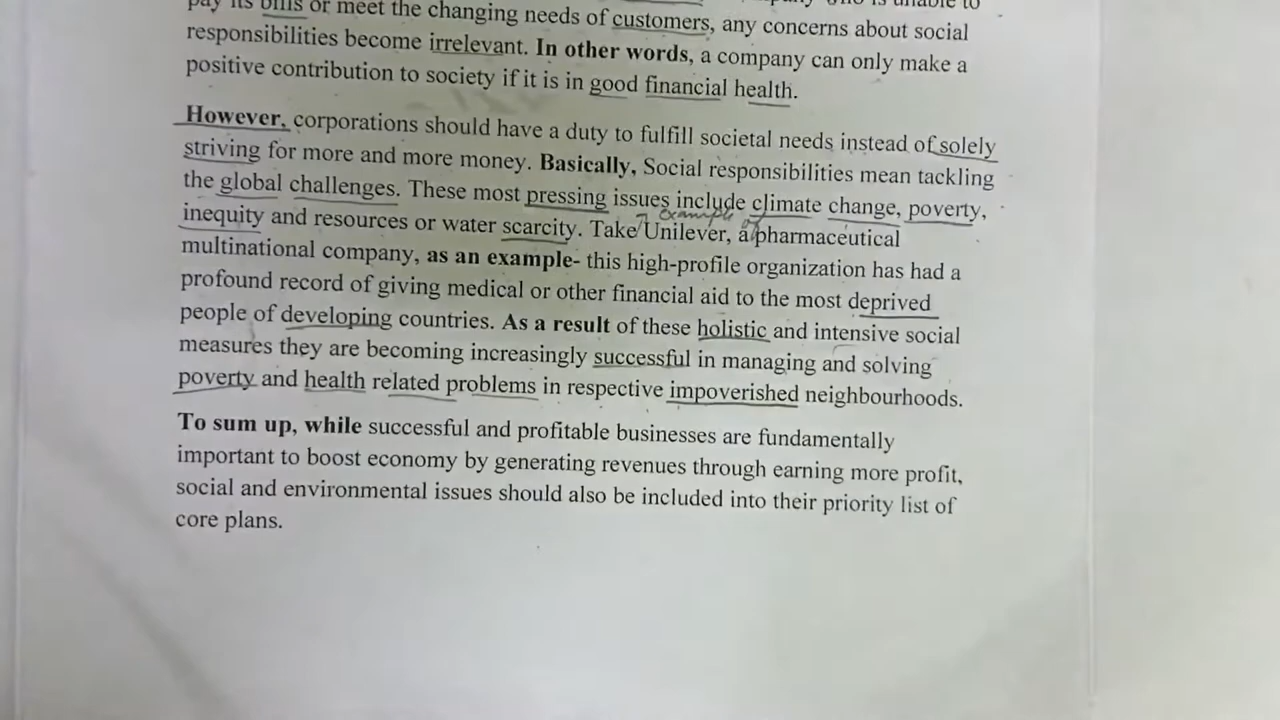 pay its bills or meet the changing needs of customers, any concerns about social
responsibilities become irrelevant. In other words, a company can only make a
positive contribution to society if it is in good financial health.
However, corporations should have a duty to fulfill societal needs instead of solely
striving for more and more money. Basically, Social responsibilities mean tackling
the global challenges. These most pressing issues include climate change, poverty,
example of
inequity and resources or water scarcity. Take Unilever, a pharmaceutical
multinational company, as an example- this high-profile organization has had a
profound record of giving medical or other financial aid to the most deprived
people of developing countries. As a result of these holistic and intensive social
measures they are becoming increasingly successful in managing and solving
poverty and health related problems in respective impoverished neighbourhoods.
To sum up, while successful and profitable businesses are fundamentally
important to boost economy by generating revenues through earning more profit,
social and environmental issues should also be included into their priority list of
core plans.